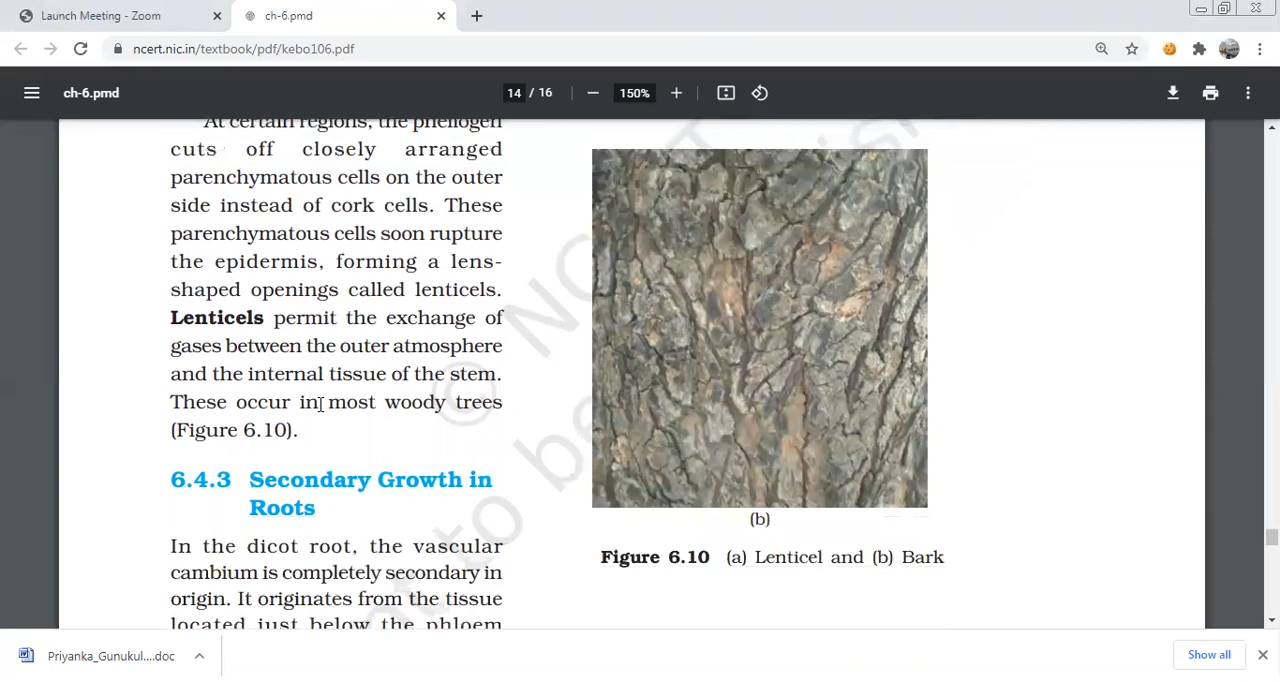 Launch Meeting - Zoom
ch-6.pmd
ncert.nic.in/textbook/pdf/kebo106.pdf
ch-6.pmd
14 / 16
150%
At certain regions, the phellogen
cuts off closely arranged
parenchymatous cells on the outer
side instead of cork cells. These
parenchymatous cells soon rupture
the epidermis, forming a lens-
shaped openings called lenticels.
Lenticels permit the exchange of
gases between the outer atmosphere
and the internal tissue of the stem.
These occur in most woody trees
(Figure 6.10).
6.4.3 Secondary Growth in
Roots
In the dicot root, the vascular
cambium is completely secondary in
origin. It originates from the tissue
located just below the phloem
(b)
Figure 6.10 (a) Lenticel and (b) Bark
Priyanka_Gunukul....doc
Show all